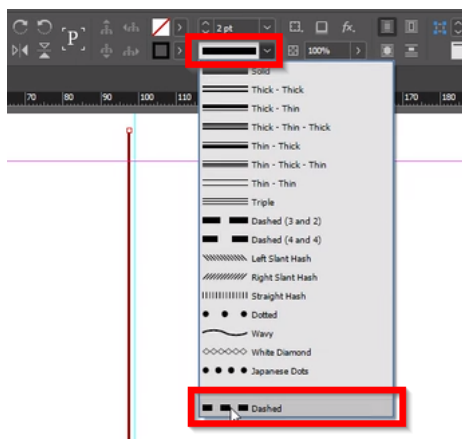 P
2 pt
fx.
100%
70 80 90 100 110 170 180
Solid
Thick - Thick
Thick - Thin
Thick - Thin - Thick
Thin - Thick
Thin - Thick - Thin
Thin - Thin
Triple
Dashed (3 and 2)
Dashed (4 and 4)
Left Slant Hash
Right Slant Hash
Straight Hash
Dotted
Wavy
White Diamond
Japanese Dots
Dashed